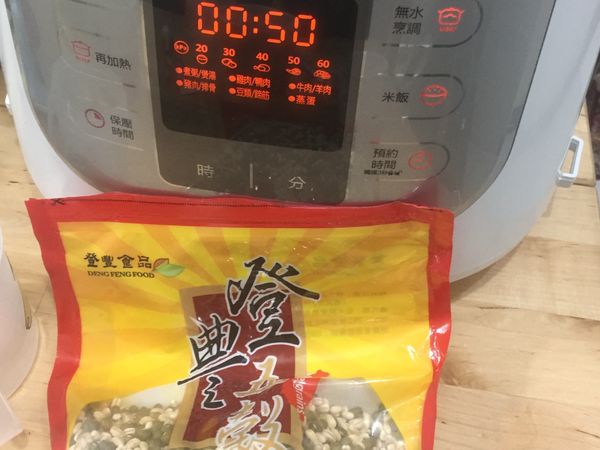 00:50
無水
烹調
再加熱
kPa 20 30 40 50 60
煮粥/煲湯 雞肉/鴨肉 牛肉/羊肉
豬肉/排骨 豆類/蹄筋 蒸蛋
米飯
保壓
時間
預約
時間
時 分
登豐食品
DENG FENG FOOD
登豐
五穀
grains